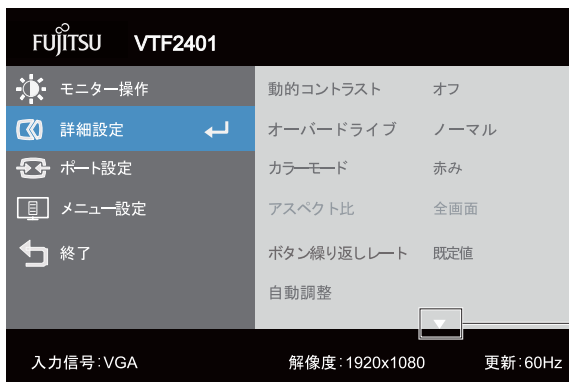 FUJITSU VTF2401
モニター操作
詳細設定
ポート設定
メニュー設定
終了
動的コントラスト オフ
オーバードライブ ノーマル
カラーモード 赤み
アスペクト比 全画面
ボタン繰り返しレート 既定値
自動調整
入力信号:VGA 解像度:1920x1080 更新:60Hz